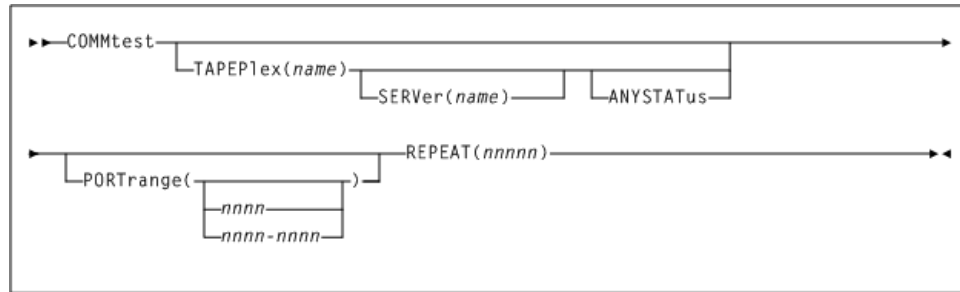 COMMtest
TAPEPlex(name)
SERVer(name)
ANYSTATus
REPEAT(nnnnn)
PORTrange(
)
nnnn
nnnn-nnnn